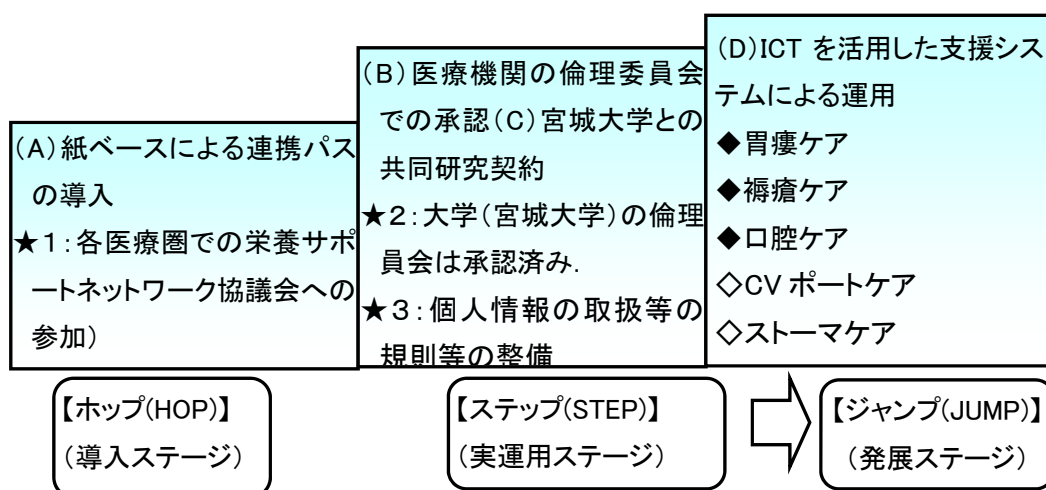 (A)紙ベースによる連携パス
の導入
★1:各医療圏での栄養サポ
ートネットワーク協議会への
参加)
(B)医療機関の倫理委員会
での承認(C)宮城大学との
共同研究契約
★2:大学(宮城大学)の倫理
員会は承認済み.
★3:個人情報の取扱等の
規則等の整備
(D)ICT を活用した支援シス
テムによる運用
◆胃瘻ケア
◆褥瘡ケア
◆口腔ケア
◇CV ポートケア
◇ストーマケア
【ホップ(HOP)】
(導入ステージ)
【ステップ(STEP)】
(実運用ステージ)
【ジャンプ(JUMP)】
(発展ステージ)